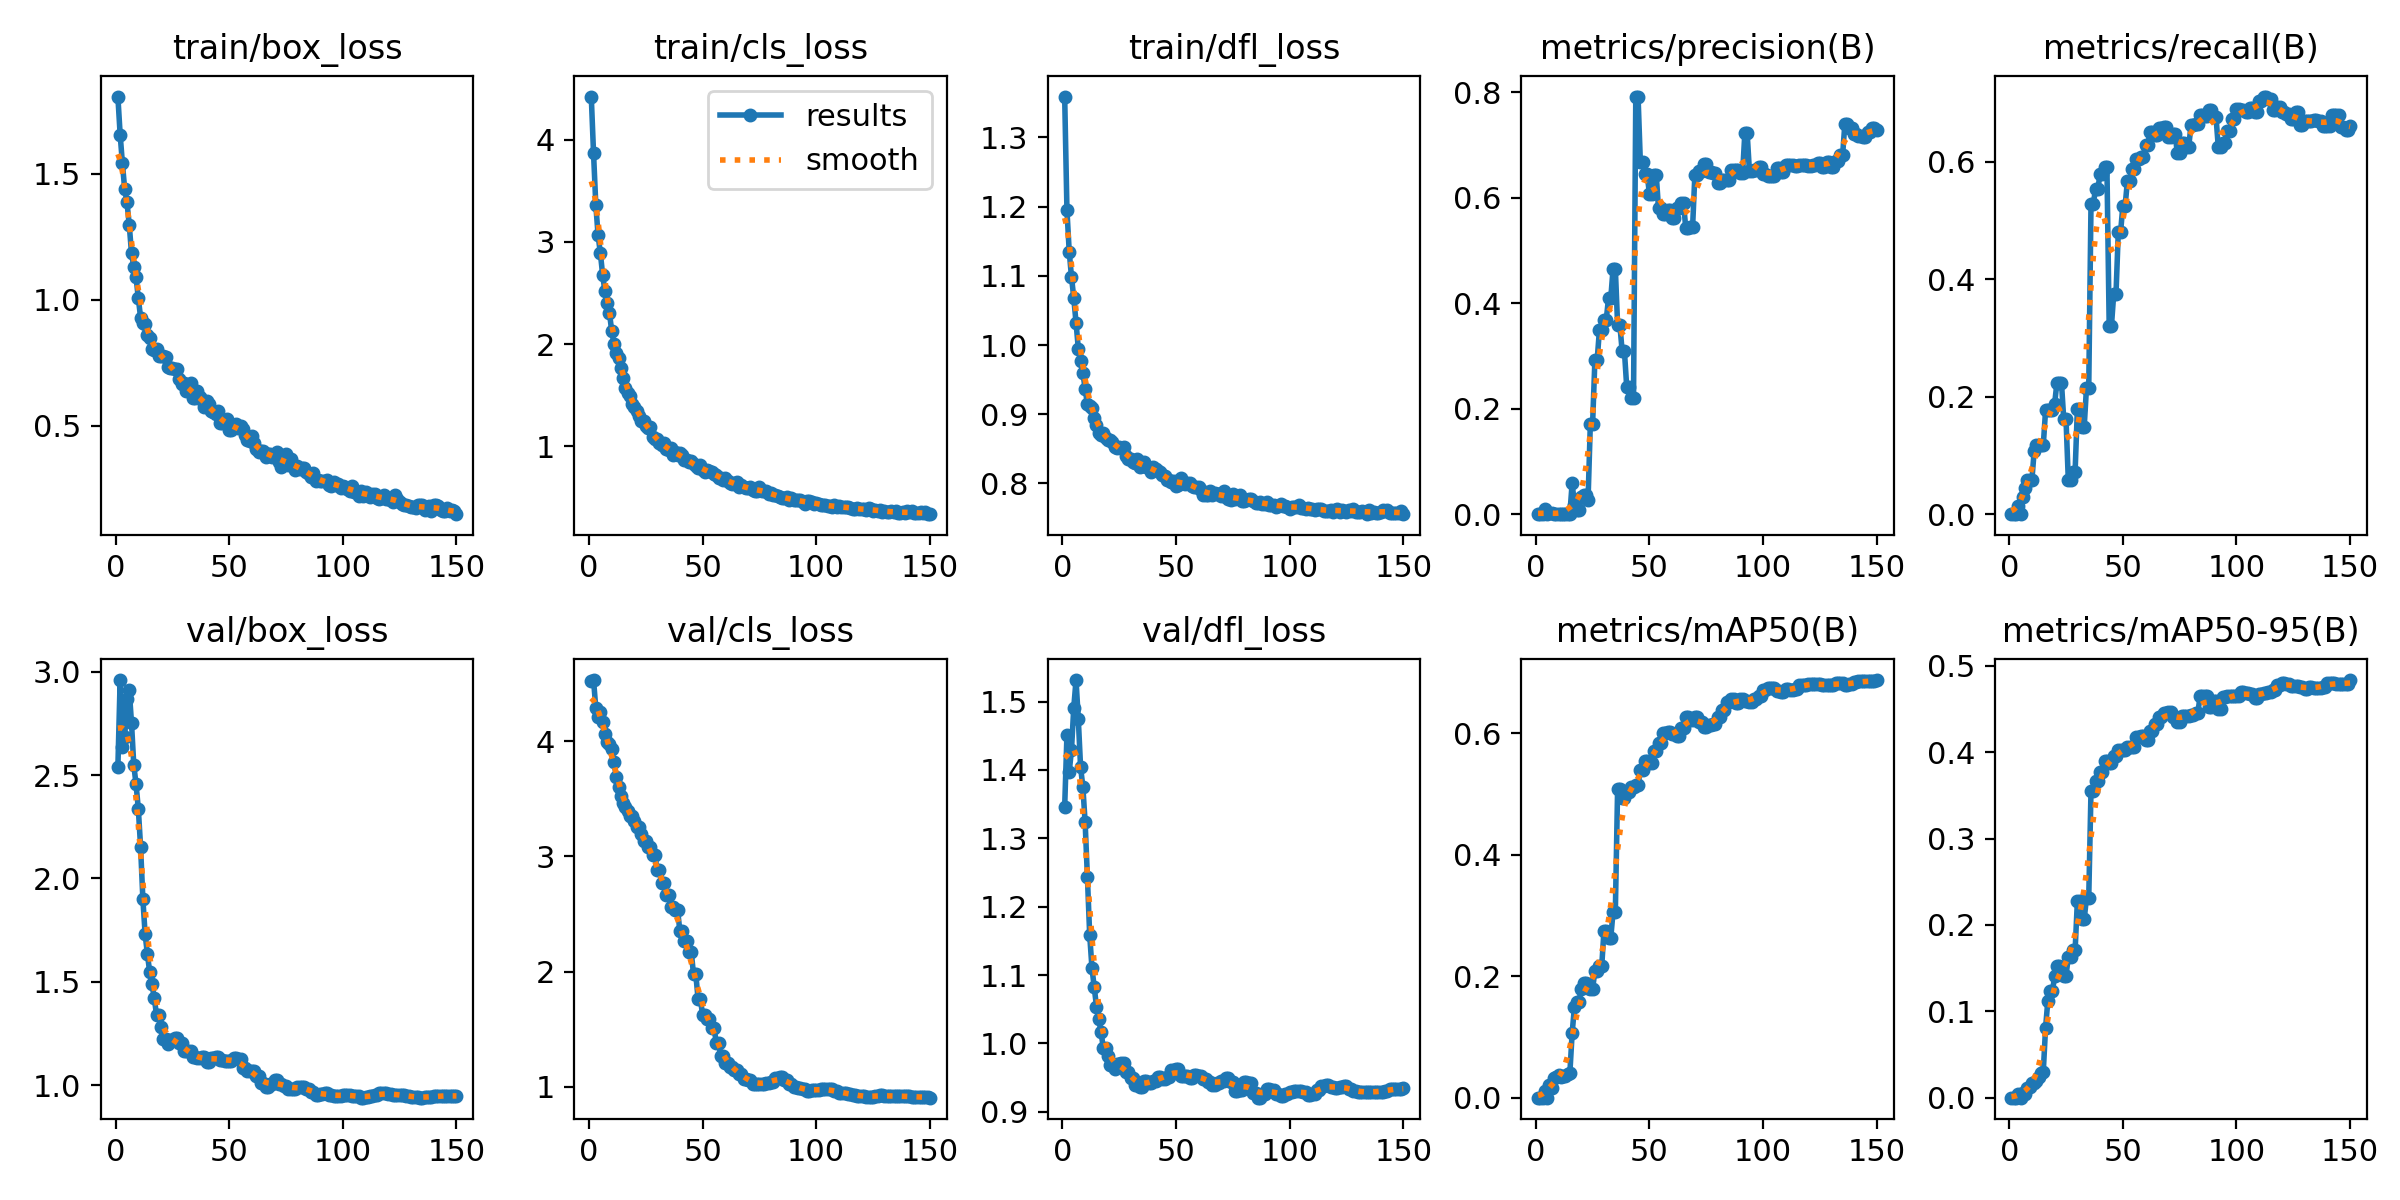 train/box_loss
1.5
1.0
0.5
0 50 100 150
train/cls_loss
results
smooth
4
3
2
1
0 50 100 150
train/dfl_loss
1.3
1.2
1.1
1.0
0.9
0.8
0 50 100 150
metrics/precision(B)
0.8
0.6
0.4
0.2
0.0
0 50 100 150
metrics/recall(B)
0.6
0.4
0.2
0.0
0 50 100 150
val/box_loss
3.0
2.5
2.0
1.5
1.0
0 50 100 150
val/cls_loss
4
3
2
1
0 50 100 150
val/dfl_loss
1.5
1.4
1.3
1.2
1.1
1.0
0.9
0 50 100 150
metrics/mAP50(B)
0.6
0.4
0.2
0.0
0 50 100 150
metrics/mAP50-95(B)
0.5
0.4
0.3
0.2
0.1
0.0
0 50 100 150